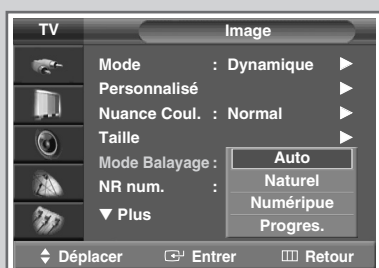 TV Image
Mode : Dynamique ►
Personnalisé ►
Nuance Coul. : Normal ►
Taille ►
Mode Balayage : Auto
Naturel
NR num. : Numéripue
▼ Plus Progres.
Déplacer Entrer Retour